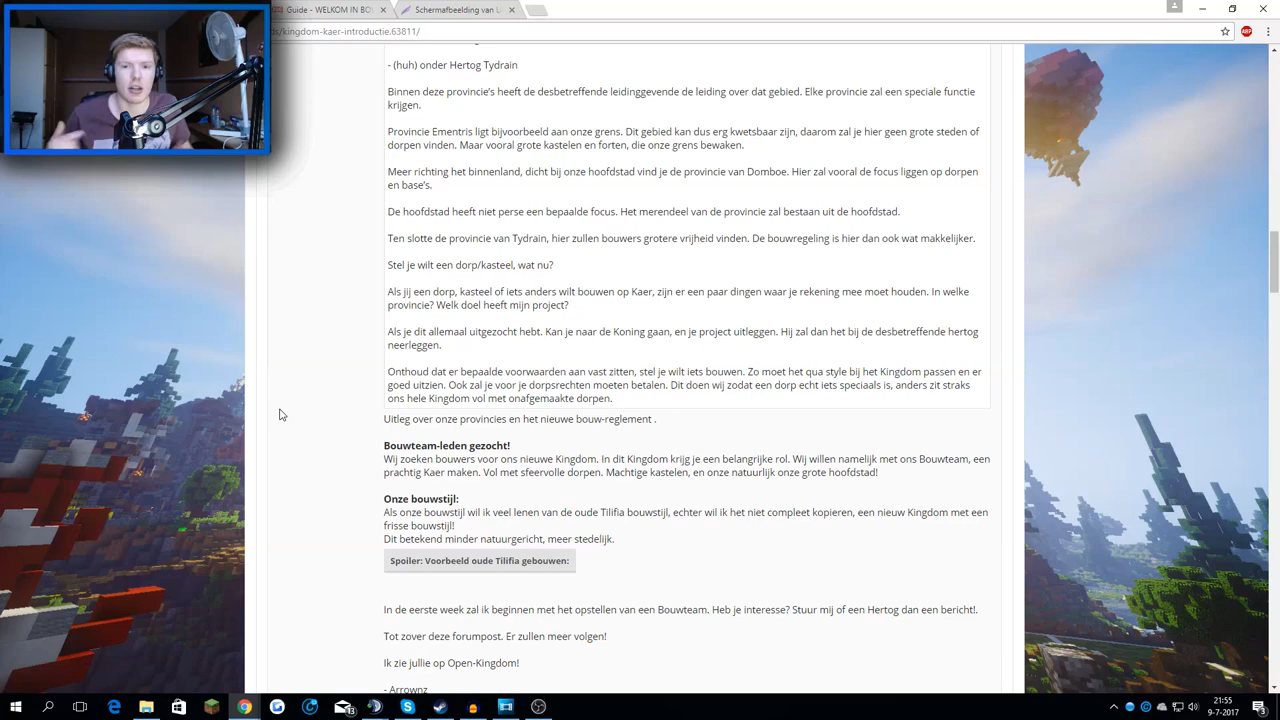 Guide - WELKOM IN BO
Schermafbeelding van L
ds/kingdom-kaer-introductie.63811/
ABP
- (huh) onder Hertog Tydrain
Binnen deze provincie's heeft de desbetreffende leidinggevende de leiding over dat gebied. Elke provincie zal een speciale functie
krijgen.
Provincie Ementris ligt bijvoorbeeld aan onze grens. Dit gebied kan dus erg kwetsbaar zijn, daarom zal je hier geen grote steden of
dorpen vinden. Maar vooral grote kastelen en forten, die onze grens bewaken.
Meer richting het binnenland, dicht bij onze hoofdstad vind je de provincie van Domboe. Hier zal vooral de focus liggen op dorpen
en base's.
De hoofdstad heeft niet perse een bepaalde focus. Het merendeel van de provincie zal bestaan uit de hoofdstad.
Ten slotte de provincie van Tydrain, hier zullen bouwers grotere vrijheid vinden. De bouwregeling is hier dan ook wat makkelijker.
Stel je wilt een dorp/kasteel, wat nu?
Als jij een dorp, kasteel of iets anders wilt bouwen op Kaer, zijn er een paar dingen waar je rekening mee moet houden. In welke
provincie? Welk doel heeft mijn project?
Als je dit allemaal uitgezocht hebt. Kan je naar de Koning gaan, en je project uitleggen. Hij zal dan het bij de desbetreffende hertog
neerleggen.
Onthoud dat er bepaalde voorwaarden aan vast zitten, stel je wilt iets bouwen. Zo moet het qua style bij het Kingdom passen en er
goed uitzien. Ook zal je voor je dorpsrechten moeten betalen. Dit doen wij zodat een dorp echt iets speciaals is, anders zit straks
ons hele Kingdom vol met onafgemaakte dorpen.
Uitleg over onze provincies en het nieuwe bouw-reglement .
Bouwteam-leden gezocht!
Wij zoeken bouwers voor ons nieuwe Kingdom. In dit Kingdom krijg je een belangrijke rol. Wij willen namelijk met ons Bouwteam, een
prachtig Kaer maken. Vol met sfeervolle dorpen. Machtige kastelen, en onze natuurlijk onze grote hoofdstad!
Onze bouwstijl:
Als onze bouwstijl wil ik veel lenen van de oude Tilifia bouwstijl, echter wil ik het niet compleet kopieren, een nieuw Kingdom met een
frisse bouwstijl!
Dit betekend minder natuurgericht, meer stedelijk.
Spoiler: Voorbeeld oude Tilifia gebouwen:
In de eerste week zal ik beginnen met het opstellen van een Bouwteam. Heb je interesse? Stuur mij of een Hertog dan een bericht!.
Tot zover deze forumpost. Er zullen meer volgen!
Ik zie jullie op Open-Kingdom!
- Arrownz
13
21:55
9-7-2017
3